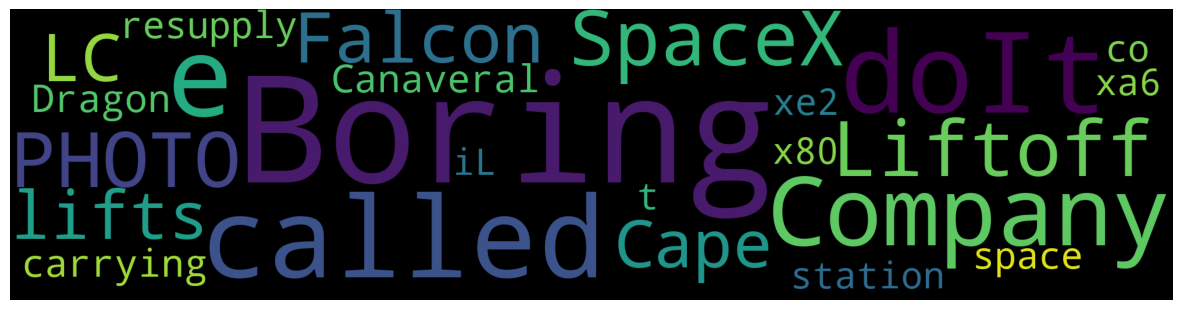 resupply Falcon SpaceX doIt co
LC e Canaveral xa6
Dragon Boring xe2
PHOTO iL x80 Liftoff
lifts called t Cape Company
carrying station space